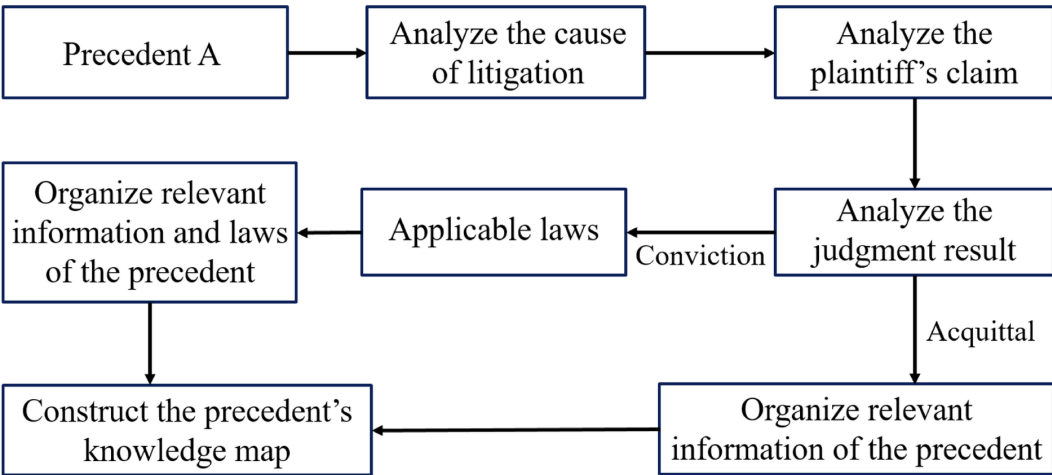 Precedent A
Analyze the cause
of litigation
Analyze the
plaintiff's claim
Analyze the
judgment result
Conviction
Applicable laws
Organize relevant
information and laws
of the precedent
Acquittal
Organize relevant
information of the precedent
Construct the precedent's
knowledge map